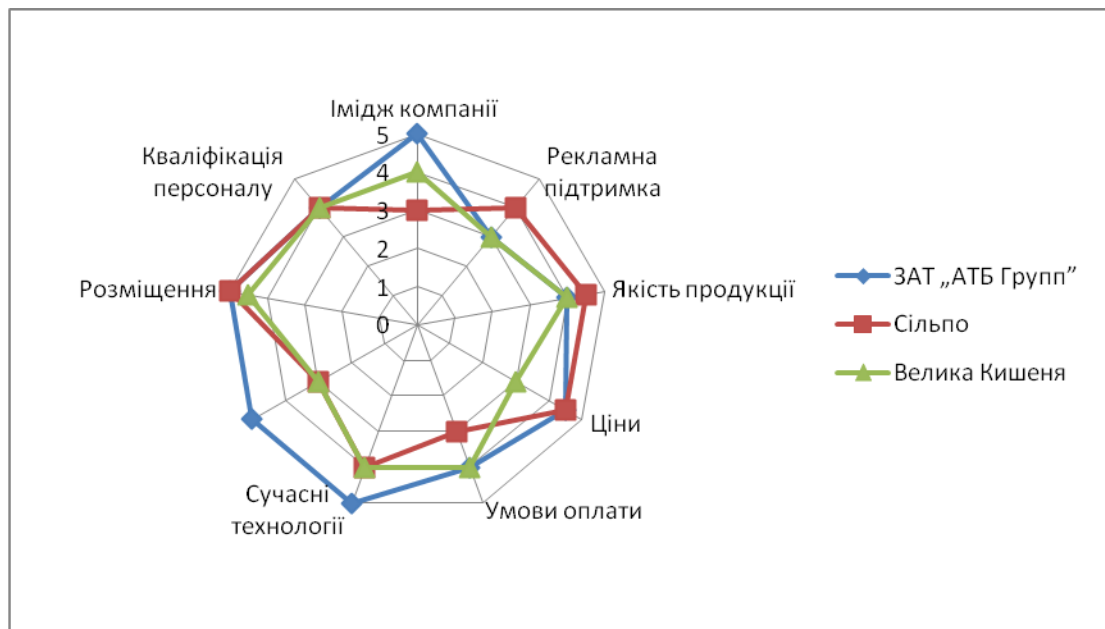 Імідж компанії
Рекламна
підтримка
Якість продукції
Ціни
Умови оплати
Сучасні
технології
Розміщення
Кваліфікація
персоналу
5
4
3
2
1
0
ЗАТ „АТБ Групп”
Сільпо
Велика Кишеня